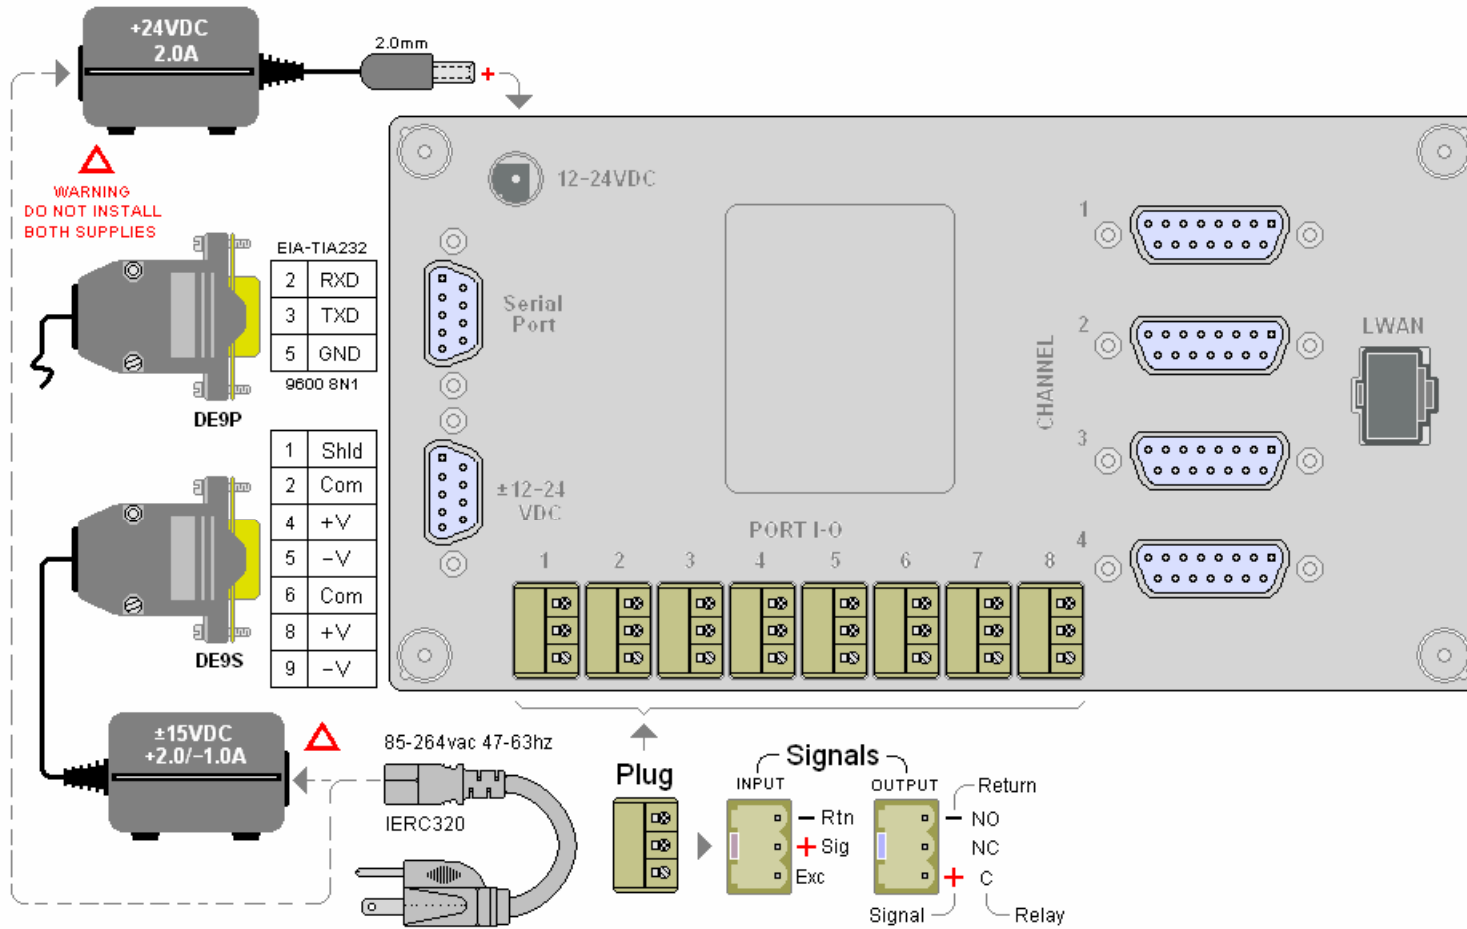 +24VDC
2.0A
2.0mm
+
WARNING
DO NOT INSTALL
BOTH SUPPLIES
12-24VDC
EIA-TIA232
2 RXD
3 TXD
5 GND
9600 8N1
DE9P
Serial
Port
1 Shld
2 Com
4 +V
5 -V
6 Com
8 +V
9 -V
DE9S
±12-24
VDC
CHANNEL
1
2
3
4
LWAN
PORT I-O
1 2 3 4 5 6 7 8
±15VDC
+2.0/-1.0A
85-264vac 47-63hz
IERC320
Plug
Signals
INPUT
OUTPUT
- Rtn
+ Sig
Exc
Return
- NO
NC
+ C
Signal
Relay